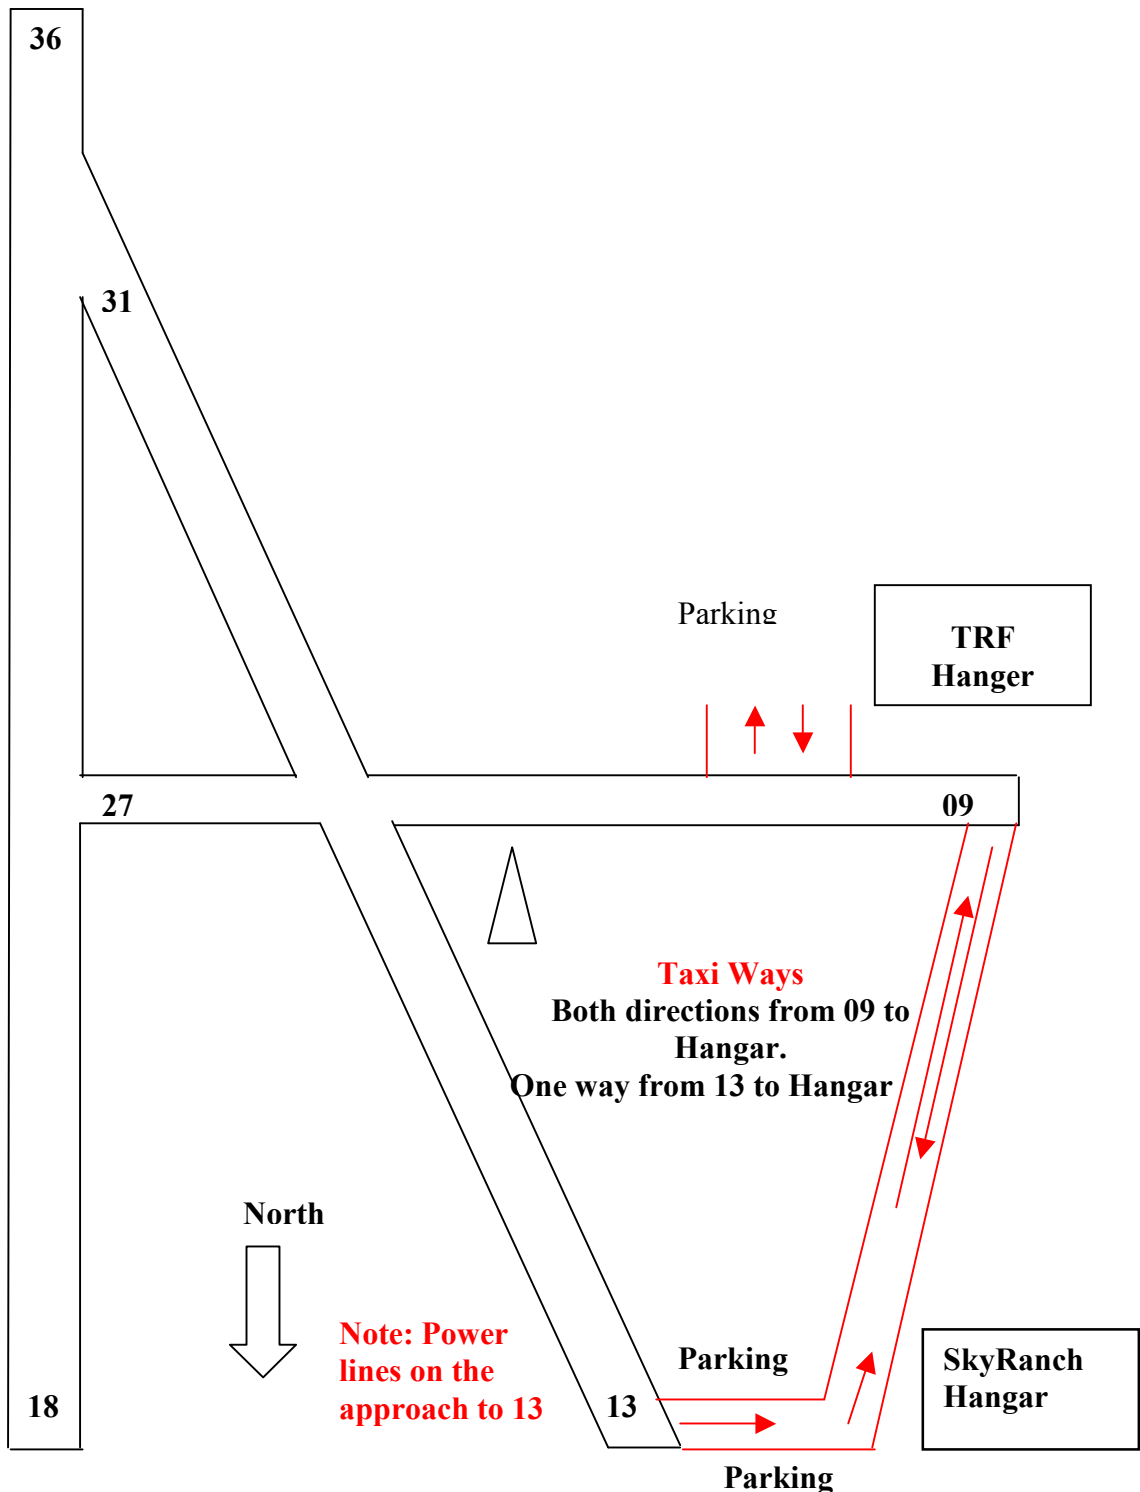 36
31
Parking
TRF
Hanger
27
09
Taxi Ways
Both directions from 09 to
Hangar.
One way from 13 to Hangar
North
Note: Power
lines on the
approach to 13
Parking
SkyRanch
Hangar
18
13
Parking